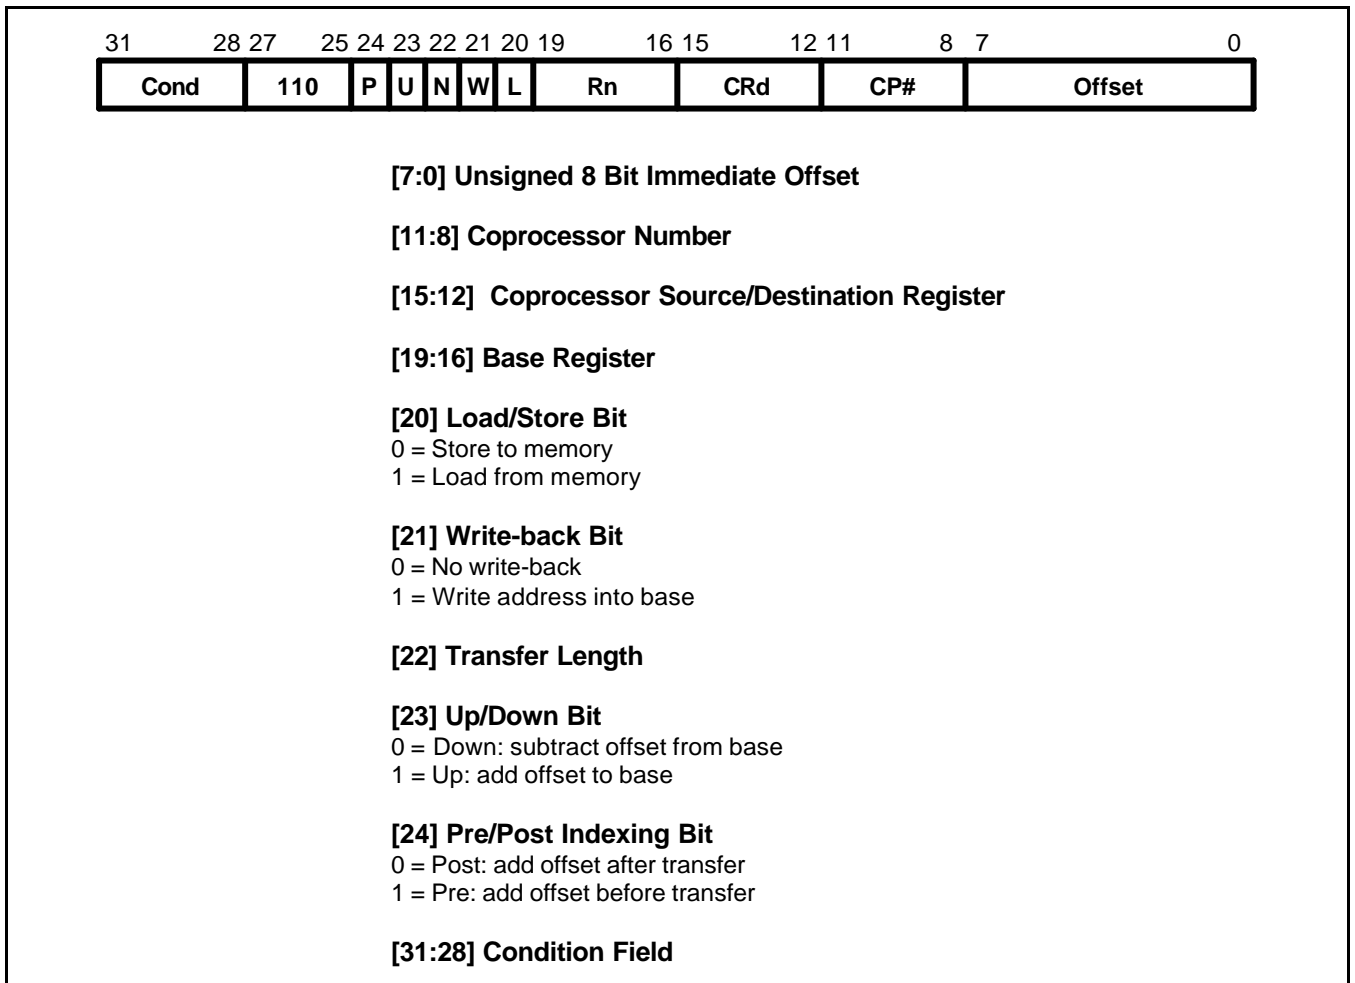 31 28 27 25 24 23 22 21 20 19 16 15 12 11 8 7 0
Cond 110 P U N W L Rn CRd CP# Offset
[7:0] Unsigned 8 Bit Immediate Offset
[11:8] Coprocessor Number
[15:12] Coprocessor Source/Destination Register
[19:16] Base Register
[20] Load/Store Bit
0 = Store to memory
1 = Load from memory
[21] Write-back Bit
0 = No write-back
1 = Write address into base
[22] Transfer Length
[23] Up/Down Bit
0 = Down: subtract offset from base
1 = Up: add offset to base
[24] Pre/Post Indexing Bit
0 = Post: add offset after transfer
1 = Pre: add offset before transfer
[31:28] Condition Field